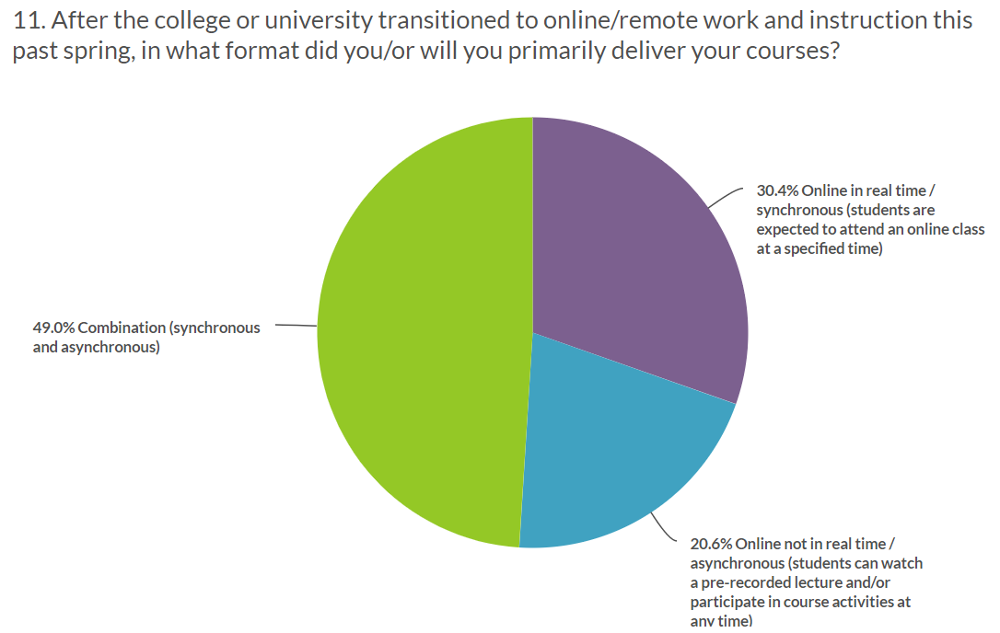 11. After the college or university transitioned to online/remote work and instruction this
past spring, in what format did you/or will you primarily deliver your courses?
30.4% Online in real time /
synchronous (students are
expected to attend an online class
at a specified time)
49.0% Combination (synchronous
and asynchronous)
20.6% Online not in real time /
asynchronous (students can watch
a pre-recorded lecture and/or
participate in course activities at
any time)